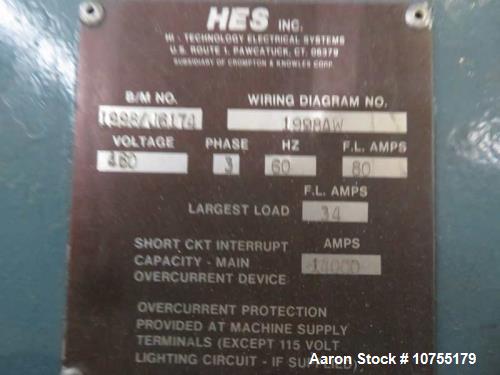 HES INC.
HI - TECHNOLOGY ELECTRICAL SYSTEMS
U.S. ROUTE 1, PAWCATUCK, CT. 06379
SUBSIDIARY OF CROMPTON & KNOWLES CORP.
B/M NO. WIRING DIAGRAM NO.
1998/J6174 1998AW
VOLTAGE PHASE HZ F.L. AMPS
460 3 60 80
F.L. AMPS
LARGEST LOAD 34
SHORT CKT INTERRUPT AMPS
CAPACITY - MAIN 14000
OVERCURRENT DEVICE
OVERCURRENT PROTECTION
PROVIDED AT MACHINE SUPPLY
TERMINALS (EXCEPT 115 VOLT
LIGHTING CIRCUIT - IF SUPPLIED).
Aaron Stock # 10755179